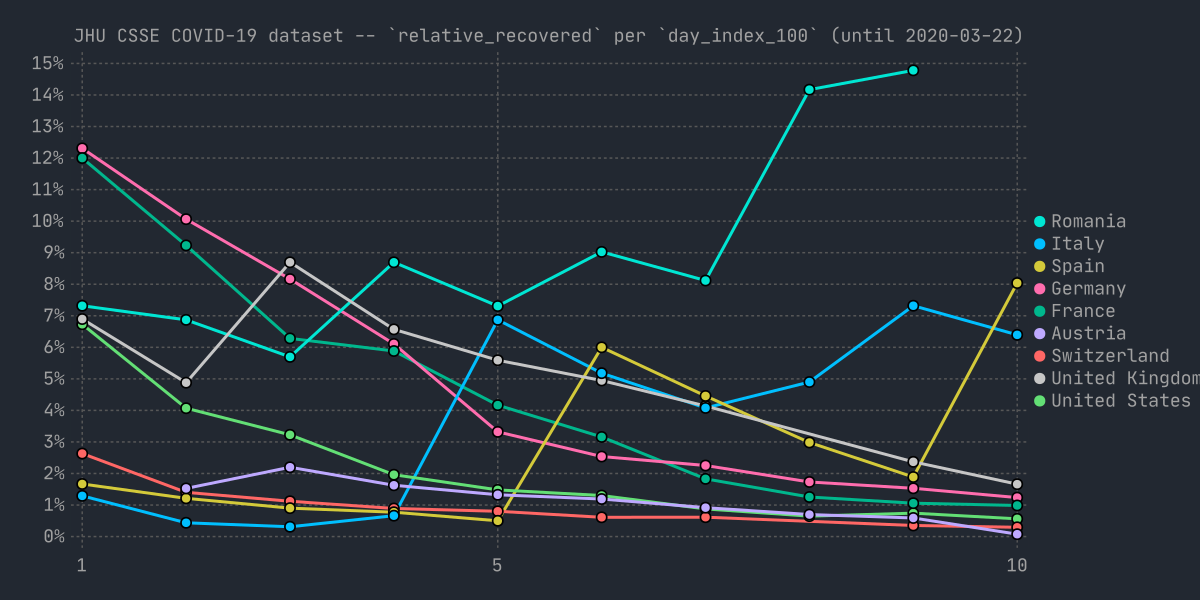 JHU CSSE COVID-19 dataset -- `relative_recovered` per `day_index_100` (until 2020-03-22)
15%
14%
13%
12%
11%
10%
9%
8%
7%
6%
5%
4%
3%
2%
1%
0%
1 5 10
Romania
Italy
Spain
Germany
France
Austria
Switzerland
United Kingdom
United States